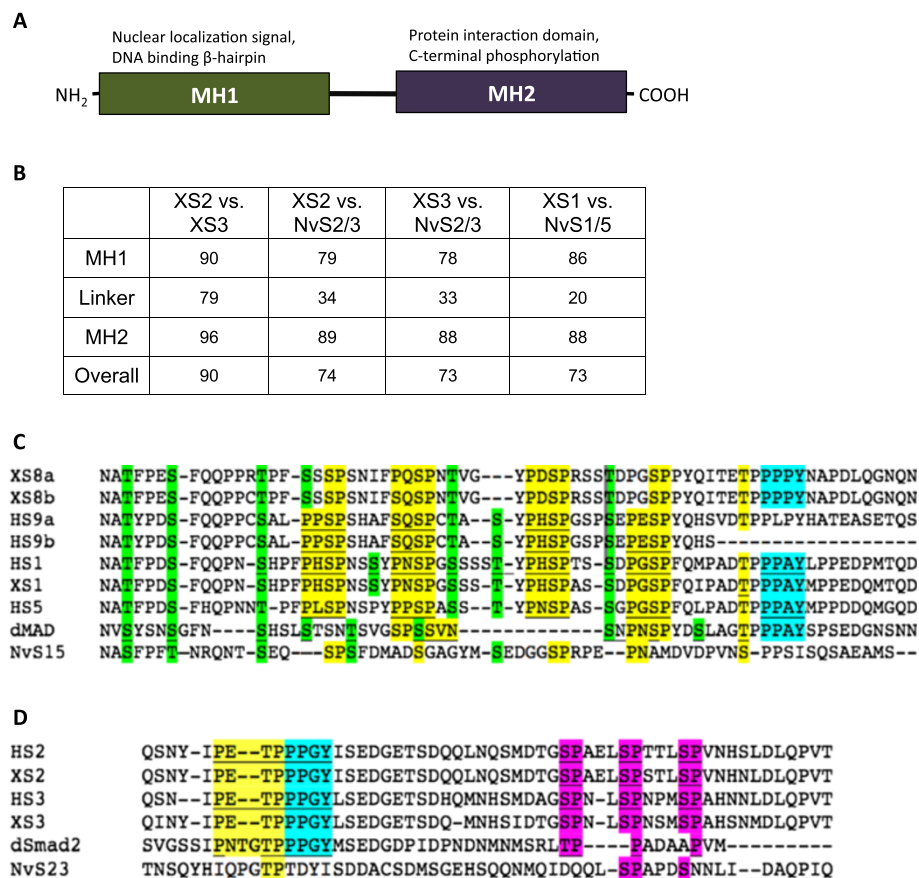 A
Nuclear localization signal,
DNA binding β-hairpin
Protein interaction domain,
C-terminal phosphorylation
NH2 MH1 MH2 COOH
B
XS2 vs. XS3 XS2 vs. NvS2/3 XS3 vs. NvS2/3 XS1 vs. NvS1/5
MH1 90 79 78 86
Linker 79 34 33 20
MH2 96 89 88 88
Overall 90 74 73 73
C
XS8a NATFPES-FQQPPRTPF-SSSPSNIFPQSPNTVG---YPDSPRSSTDPGSPPYQITETPPPPYNAPDLQGNQN
XS8b NATFPES-FQQPPCTPF-SSSPSNIFSQSPNTVG---YPDSPRSSTDPGSPPYQITETPPPPYNAPDLQGNQN
HS9a NATYPDS-FQQPPCSAL-PPSPSHAFSQSPCTA--S-YPHSPGSPSEPESPYQHSVDTPPLPYHATEASETQS
HS9b NATYPDS-FQQPPCSAL-PPSPSHAFSQSPCTA--S-YPHSPGSPSEPESPYQHS------------------
HS1 NATFPDS-FQQPN-SHPFPHSPNSSYPNSPGSSSST-YPHSPTS-SDPGSPFQMPADTPPPAYLPPEDPMTQD
XS1 NATFPDS-FQQPN-SHPFPHSPNSSYPNSPGSSSST-YPHSPAS-SDPGSPFQIPADTPPPAYMPPEDQMTQD
HS5 NATFPDS-FHQPNNT-PFPLSPNSPYPPSPASS--T-YPNSPAS-SGPGSPFQLPADTPPPAYMPPDDQMGQD
dMAD NVSYSNSGFN----SHSLSTSNTSVGSPSSVN-------------SNPNSPYDSLAGTPPPAYSPSEDGNSNN
NvS15 NASFPFT-NRQNT-SEQ---SPSFDMADSGAGYM-SEDGGSPRPE--PNAMDVDPVNS-PPSISQSAEAMS--
D
HS2 QSNY-IPE--TPPPGYISEDGETSDQQLNQSMDTGSPAELSPTTLSPVNHSLDLQPVT
XS2 QSNY-IPE--TPPPGYISEDGETSDQQLNQSMDTGSPAELSPSTLSPVNHNLDLQPVT
HS3 QSN--IPE--TPPPGYLSEDGETSDHQMNHSMDAGSPN-LSPNPMSPAHNNLDLQPVT
XS3 QINY-IPE--TPPPGYLSEDGETSDQ-MNHSIDTGSPN-LSPNSMSPAHSNMDLQPVT
dSmad2 SVGSSIPNTGTPPPGYMSEDGDPIDPNDNMNMSRLTP----PADAAPVM---------
NvS23 TNSQYHIQPGTPTDYISDDACSDMSGEHSQQNMQIDQQL-SPAPDSNNLI-DAQPIQ